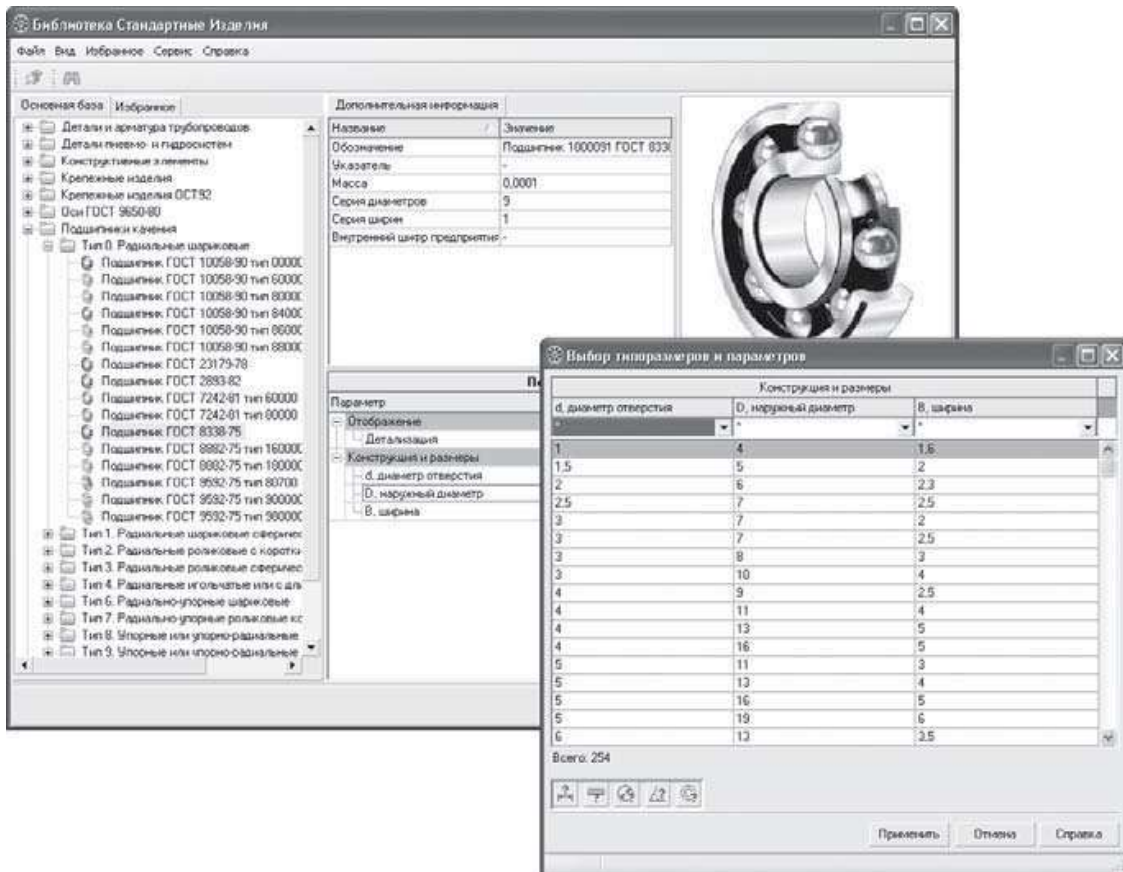 Библиотека Стандартные Изделия
Файл Вид Избранное Сервис Справка
Основная база Избранное
Детали и арматура трубопроводов
Детали пневмо- и гидросистем
Конструктивные элементы
Крепежные изделия
Крепежные изделия ОСТ92
Оси ГОСТ 9650-80
Подшипники качения
Тип 0. Радиальные шариковые
Подшипник ГОСТ 10058-90 тип 00000
Подшипник ГОСТ 10058-90 тип 60000
Подшипник ГОСТ 10058-90 тип 80000
Подшипник ГОСТ 10058-90 тип 84000
Подшипник ГОСТ 10058-90 тип 86000
Подшипник ГОСТ 10058-90 тип 88000
Подшипник ГОСТ 23179-78
Подшипник ГОСТ 2893-82
Подшипник ГОСТ 7242-81 тип 60000
Подшипник ГОСТ 7242-81 тип 80000
Подшипник ГОСТ 8338-75
Подшипник ГОСТ 8882-75 тип 16000
Подшипник ГОСТ 8882-75 тип 18000
Подшипник ГОСТ 9592-75 тип 80700
Подшипник ГОСТ 9592-75 тип 90000
Подшипник ГОСТ 9592-75 тип 98000
Тип 1. Радиальные шариковые сферичес
Тип 2. Радиальные роликовые с коротки
Тип 3. Радиальные роликовые сферичес
Тип 4. Радиальные игольчатые или с дли
Тип 6. Радиально-упорные шариковые
Тип 7. Радиально-упорные роликовые кс
Тип 8. Упорные или упорно-радиальные
Тип 9. Упорные или упорно-радиальные
Дополнительная информация
Название / Значение
Обозначение Подшипник 1000091 ГОСТ 833
Указатель -
Масса 0,0001
Серия диаметров 9
Серия ширин 1
Внутренний шифр предприятия -
Пе
Параметр
Отображение
Детализация
Конструкция и размеры
d, диаметр отверстия
D, наружный диаметр
B, ширина
Выбор типоразмеров и параметров
Конструкция и размеры
d, диаметр отверстия D, наружный диаметр B, ширина
* * *
1 4 1,6
1,5 5 2
2 6 2,3
2,5 7 2,5
3 7 2
3 7 2,5
3 8 3
3 10 4
4 9 2,5
4 11 4
4 13 5
4 16 5
5 11 3
5 13 4
5 16 5
5 19 6
6 13 3,5
Всего: 254
Применить Отмена Справка